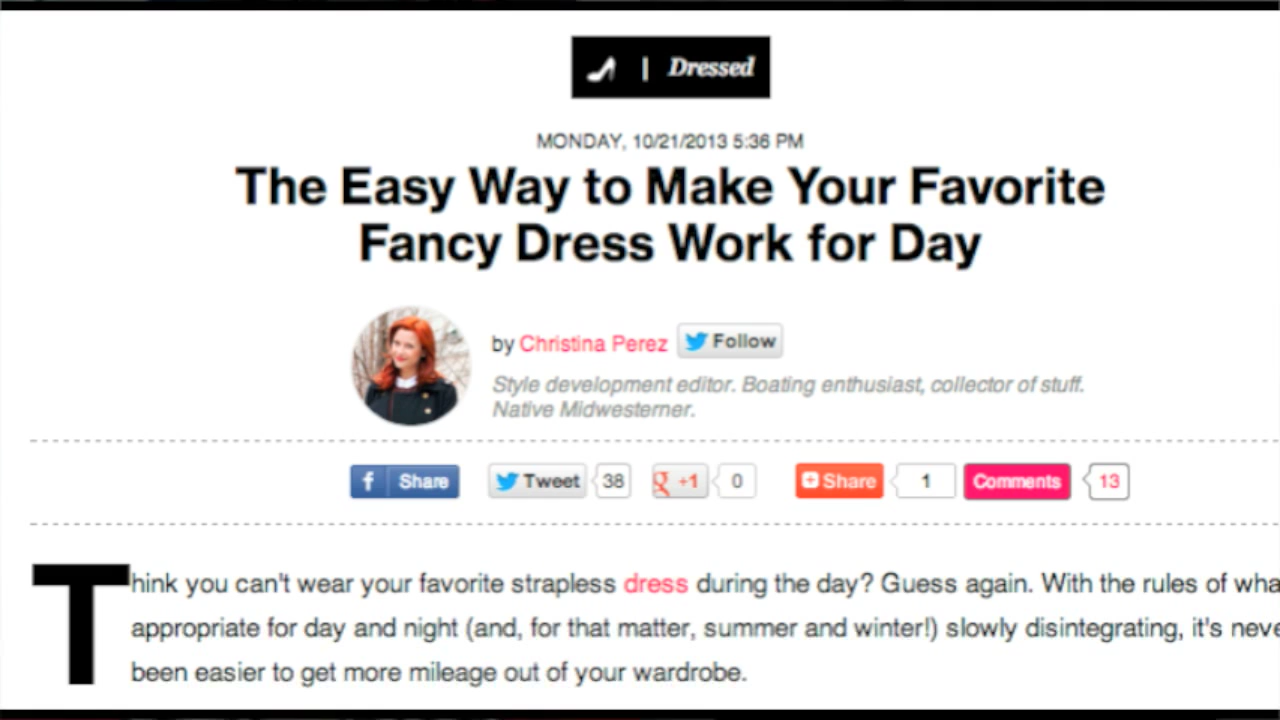 | Dressed
MONDAY, 10/21/2013 5:36 PM
The Easy Way to Make Your Favorite
Fancy Dress Work for Day
by Christina Perez Follow
Style development editor. Boating enthusiast, collector of stuff.
Native Midwesterner.
f Share Tweet 38 g +1 0 Share 1 Comments 13
Think you can't wear your favorite strapless dress during the day? Guess again. With the rules of wha
appropriate for day and night (and, for that matter, summer and winter!) slowly disintegrating, it's neve
been easier to get more mileage out of your wardrobe.